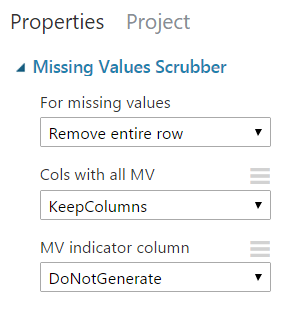 Properties Project
Missing Values Scrubber
For missing values
Remove entire row
Cols with all MV
KeepColumns
MV indicator column
DoNotGenerate